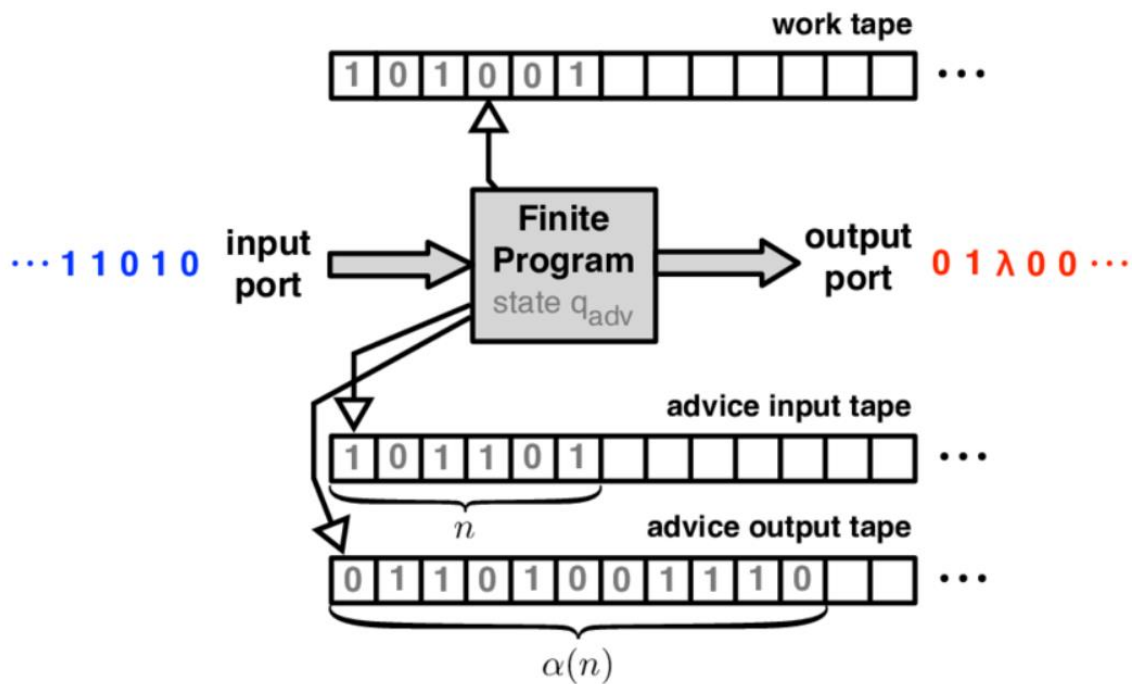 work tape
1 0 1 0 0 1 ...
... 1 1 0 1 0
input port
Finite Program
state q_adv
output port
0 1 λ 0 0 ...
advice input tape
1 0 1 1 0 1 ...
n
advice output tape
0 1 1 0 1 0 0 1 1 1 0 ...
α(n)